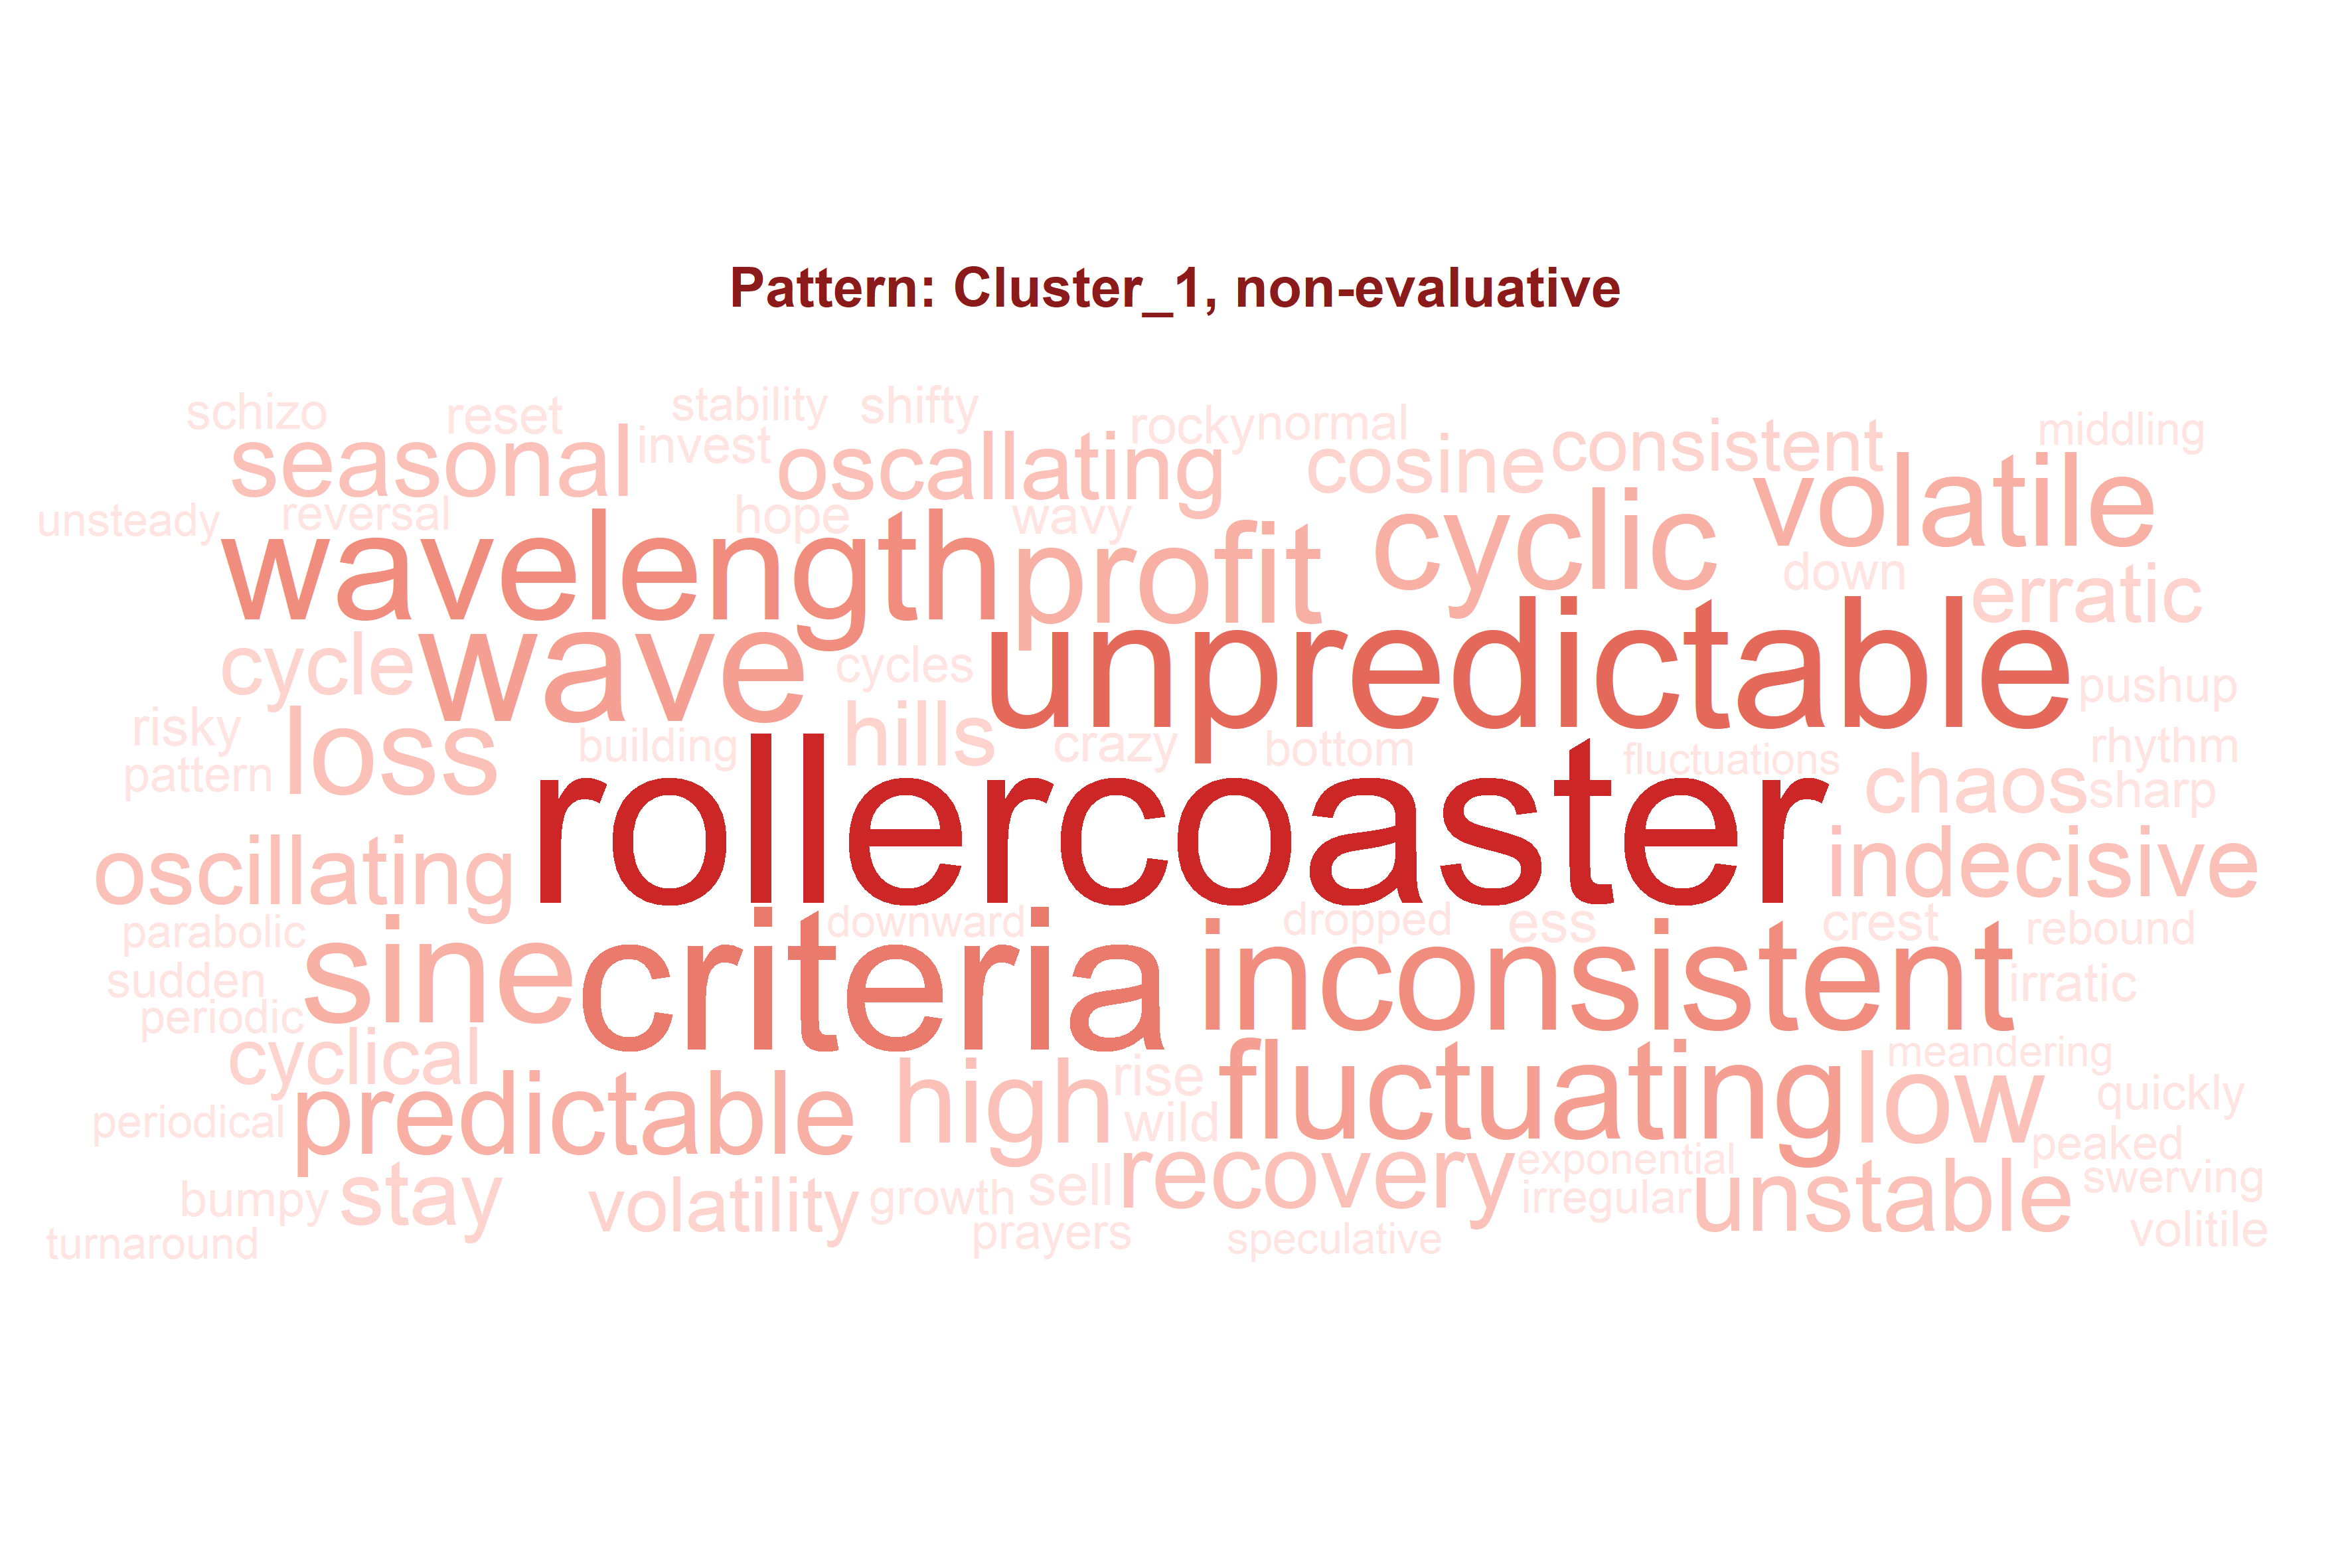 Pattern: Cluster_1, non-evaluative
schizo reset stability shifty rocky normal middling
seasonal invest oscallating cosine consistent volatile
unsteady reversal hope wavy cyclic down erratic
wavelength profit
cycle wave cycles unpredictable pushup
risky loss building hills crazy bottom fluctuations rhythm
pattern chaos sharp
oscillating rollercoaster indecisive
parabolic downward dropped ess crest rebound
sudden sine criteria inconsistent irratic
periodic
cyclical rise fluctuating meandering
periodical predictable high wild low quickly
peaked
bumpy stay volatility growth sell recovery exponential irregular unstable swerving
turnaround prayers speculative volitile